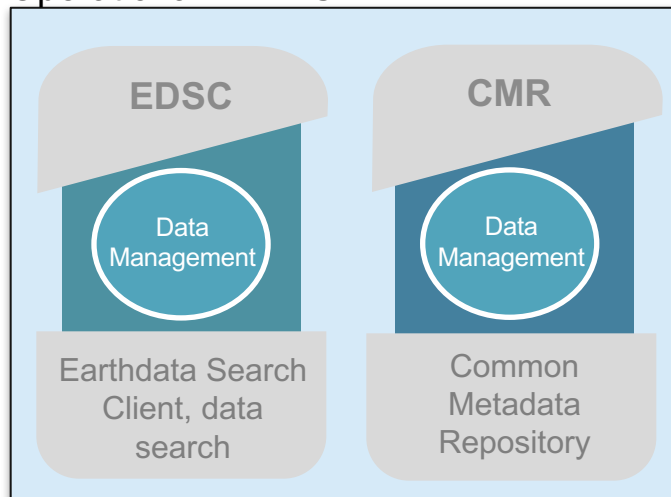 EDSC
CMR
Data
Management
Data
Management
Earthdata Search
Client, data
search
Common
Metadata
Repository